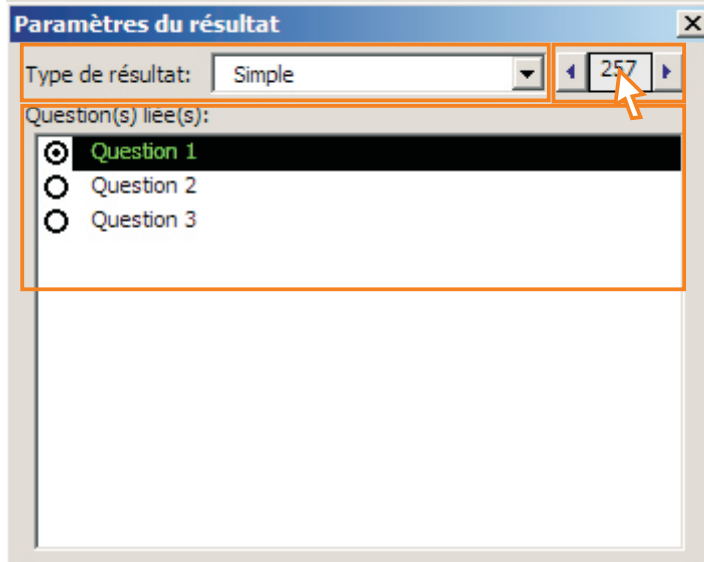 Paramètres du résultat
Type de résultat: Simple 257
Question(s) liée(s):
Question 1
Question 2
Question 3